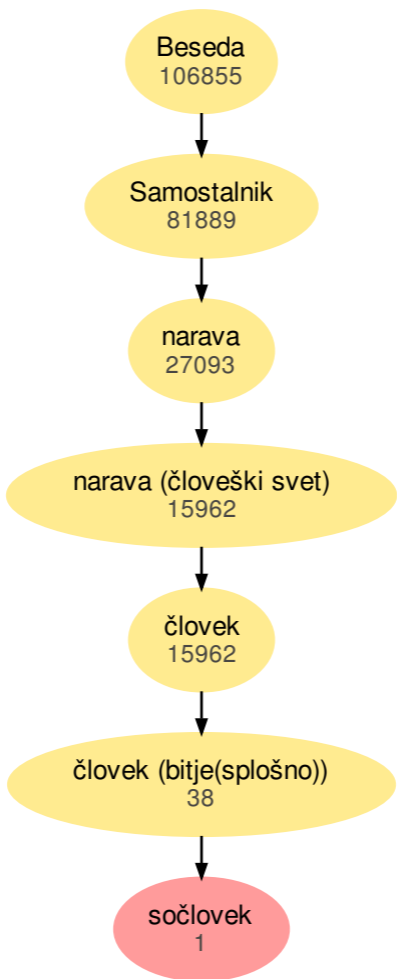 Beseda
106855
Samostalnik
81889
narava
27093
narava (človeški svet)
15962
človek
15962
človek (bitje(splošno))
38
sočlovek
1